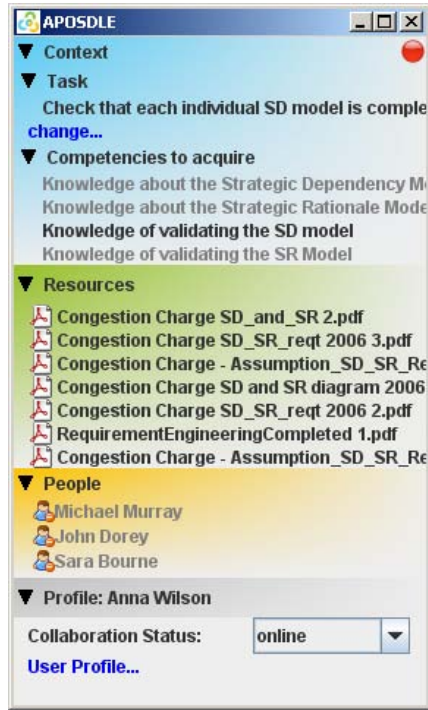 APOSDLE
Context
Task
Check that each individual SD model is comple
change...
Competencies to acquire
Knowledge about the Strategic Dependency M
Knowledge about the Strategic Rationale Mode
Knowledge of validating the SD model
Knowledge of validating the SR Model
Resources
Congestion Charge SD_and_SR 2.pdf
Congestion Charge SD_SR_reqt 2006 3.pdf
Congestion Charge - Assumption_SD_SR_Re
Congestion Charge SD and SR diagram 2006
Congestion Charge SD_SR_reqt 2006 2.pdf
RequirementEngineeringCompleted 1.pdf
Congestion Charge - Assumption_SD_SR_Re
People
Michael Murray
John Dorey
Sara Bourne
Profile: Anna Wilson
Collaboration Status: online
User Profile...